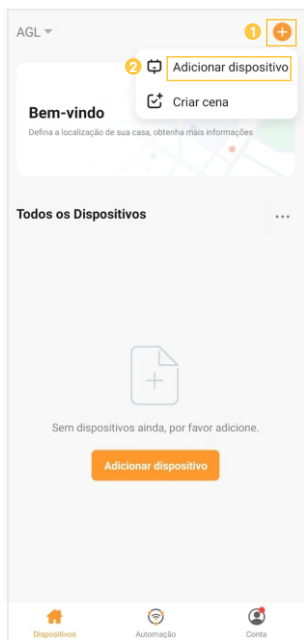 AGL
1
2 Adicionar dispositivo
Criar cena
Bem-vindo
Defina a localização de sua casa, obtenha mais informações
Todos os Dispositivos
Sem dispositivos ainda, por favor adicione.
Adicionar dispositivo
Dispositivos Automação Conta